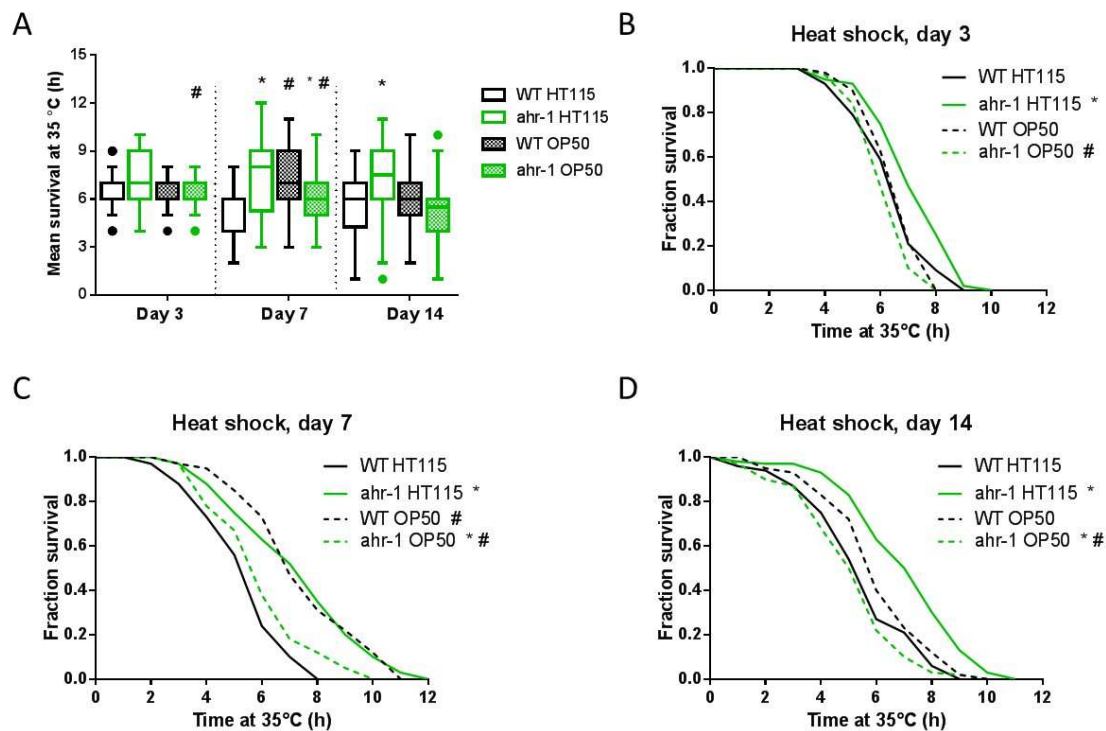 A
Mean survival at 35 °C (h)
15
12
9
6
3
0
# * # * # *
Day 3 Day 7 Day 14
WT HT115
ahr-1 HT115
WT OP50
ahr-1 OP50
B
Heat shock, day 3
Fraction survival
1.0
0.8
0.6
0.4
0.2
0.0
0 2 4 6 8 10 12
Time at 35ºC (h)
WT HT115
ahr-1 HT115 *
WT OP50
ahr-1 OP50 #
C
Heat shock, day 7
Fraction survival
1.0
0.8
0.6
0.4
0.2
0.0
0 2 4 6 8 10 12
Time at 35ºC (h)
WT HT115
ahr-1 HT115 *
WT OP50 #
ahr-1 OP50 * #
D
Heat shock, day 14
Fraction survival
1.0
0.8
0.6
0.4
0.2
0.0
0 2 4 6 8 10 12
Time at 35ºC (h)
WT HT115
ahr-1 HT115 *
WT OP50
ahr-1 OP50 * #